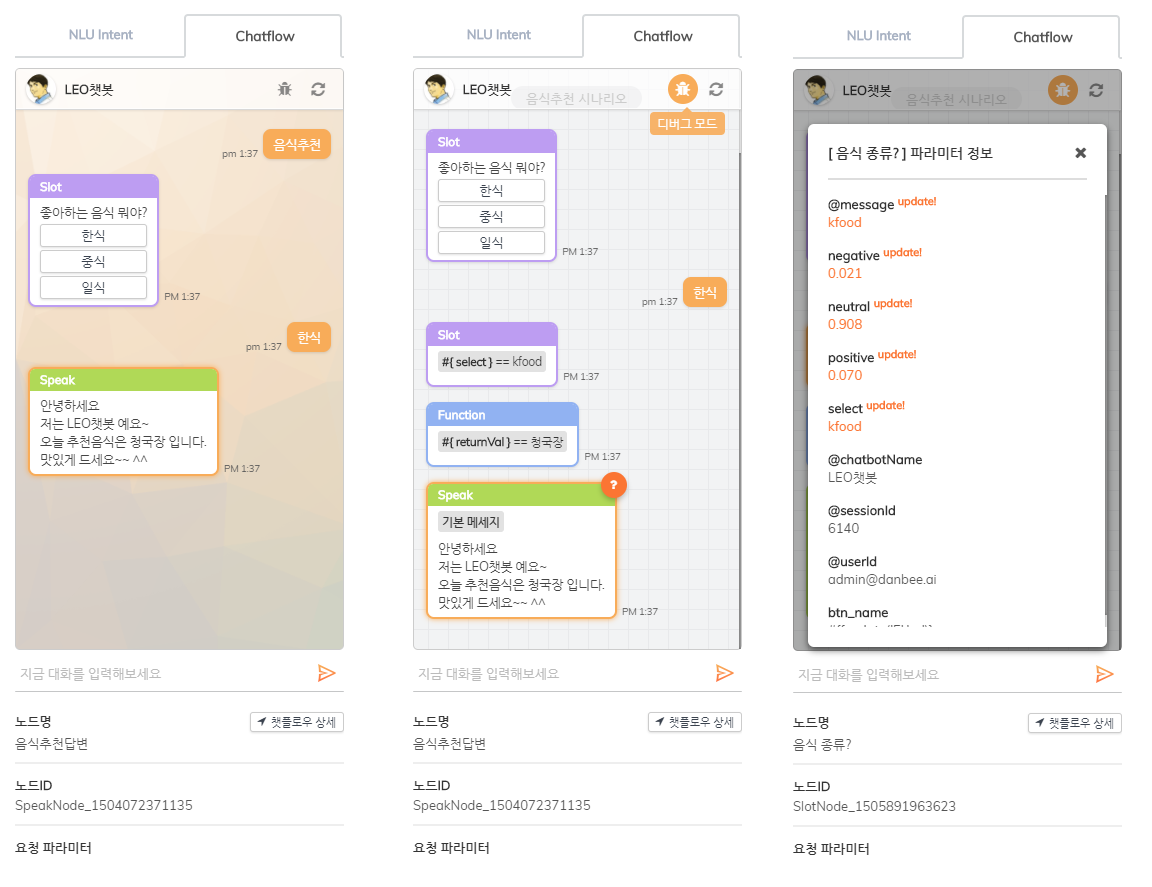 NLU Intent
Chatflow
LEO챗봇
음식추천
pm 1:37
Slot
좋아하는 음식 뭐야?
한식
중식
일식
PM 1:37
한식
pm 1:37
Speak
안녕하세요
저는 LEO챗봇 예요~
오늘 추천음식은 청국장 입니다.
맛있게 드세요~~ ^^
PM 1:37
지금 대화를 입력해보세요
노드명
챗플로우 상세
음식추천답변
노드ID
SpeakNode_1504072371135
요청 파라미터
NLU Intent
Chatflow
LEO챗봇
음식추천 시나리오
디버그 모드
Slot
좋아하는 음식 뭐야?
한식
중식
일식
PM 1:37
한식
pm 1:37
Slot
#{ select } == kfood
PM 1:37
Function
#{ returnVal } == 청국장
PM 1:37
?
Speak
기본 메세지
안녕하세요
저는 LEO챗봇 예요~
오늘 추천음식은 청국장 입니다.
맛있게 드세요~~ ^^
PM 1:37
지금 대화를 입력해보세요
노드명
챗플로우 상세
음식추천답변
노드ID
SpeakNode_1504072371135
요청 파라미터
NLU Intent
Chatflow
LEO챗봇
음식추천 시나리오
[ 음식 종류? ] 파라미터 정보
@message update!
kfood
negative update!
0.021
neutral update!
0.908
positive update!
0.070
select update!
kfood
@chatbotName
LEO챗봇
@sessionId
6140
@userId
admin@danbee.ai
btn_name
지금 대화를 입력해보세요
노드명
챗플로우 상세
음식 종류?
노드ID
SlotNode_1505891963623
요청 파라미터